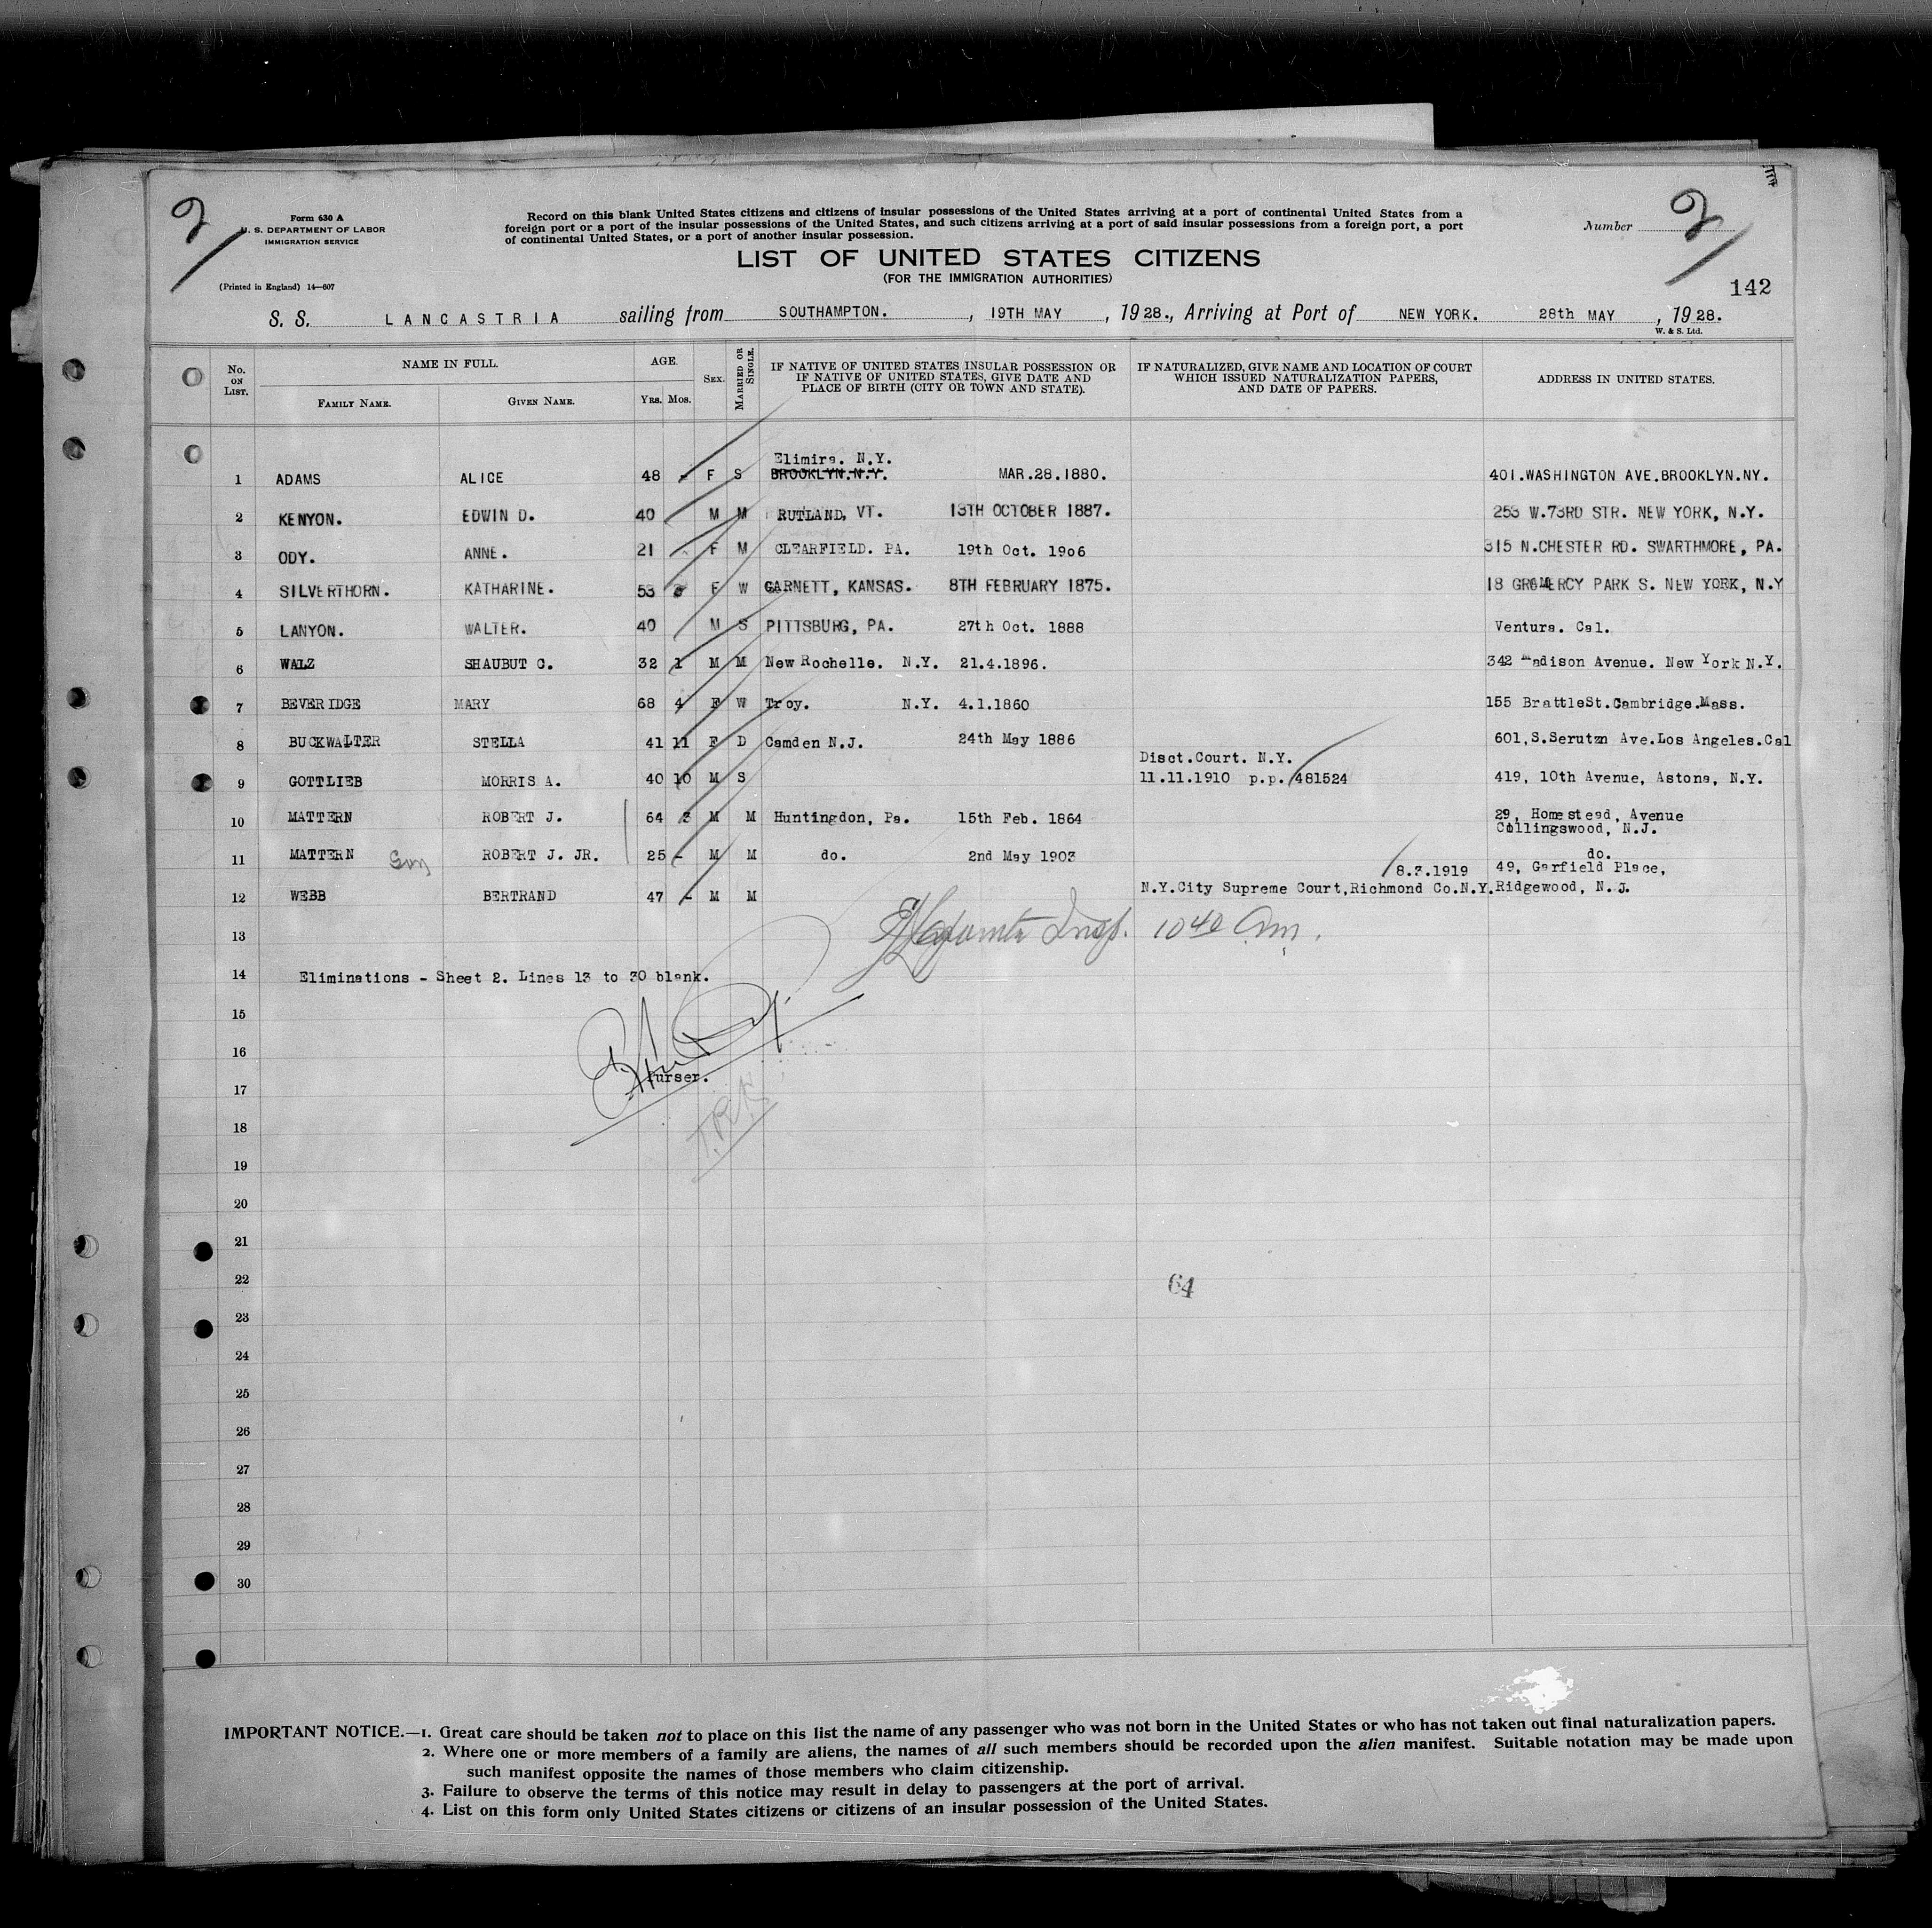 2
Form 630 A
U. S. DEPARTMENT OF LABOR
IMMIGRATION SERVICE
(Printed in England) 14—607
Record on this blank United States citizens and citizens of insular possessions of the United States arriving at a port of continental United States from a
foreign port or a port of the insular possessions of the United States, and such citizens arriving at a port of said insular possessions from a foreign port, a port
of continental United States, or a port of another insular possession.
Number 2
LIST OF UNITED STATES CITIZENS
(FOR THE IMMIGRATION AUTHORITIES)
142
S. S. LANCASTRIA sailing from SOUTHAMPTON. , 19TH MAY , 1928., Arriving at Port of NEW YORK. 28th MAY , 1928.
W. & S. Ltd.
No. ON LIST. NAME IN FULL. AGE. SEX. MARRIED OR SINGLE. IF NATIVE OF UNITED STATES INSULAR POSSESSION OR IF NATIVE OF UNITED STATES, GIVE DATE AND PLACE OF BIRTH (CITY OR TOWN AND STATE). IF NATURALIZED, GIVE NAME AND LOCATION OF COURT WHICH ISSUED NATURALIZATION PAPERS, AND DATE OF PAPERS. ADDRESS IN UNITED STATES.
FAMILY NAME. GIVEN NAME. Yrs. Mos.
Elimira. N.Y.
1 ADAMS ALICE 48 - F S BROOKLYN.N.Y. MAR.28.1880. 401.WASHINGTON AVE.BROOKLYN.NY.
2 KENYON. EDWIN D. 40 M M RUTLAND, VT. 13TH OCTOBER 1887. 253 W.73RD STR. NEW YORK, N.Y.
3 ODY. ANNE. 21 F M CLEARFIELD. PA. 19th Oct. 1906 315 N.CHESTER RD. SWARTHMORE, PA.
4 SILVERTHORN. KATHARINE. 53 3 F W GARNETT, KANSAS. 8TH FEBRUARY 1875. 18 GRAMERCY PARK S. NEW YORK, N.Y
5 LANYON. WALTER. 40 M S PITTSBURG, PA. 27th Oct. 1888 Ventura. Cal.
6 WALZ SHAUBUT C. 32 1 M M New Rochelle. N.Y. 21.4.1896. 342 Madison Avenue. New York N.Y.
7 BEVERIDGE MARY 68 4 F W Troy. N.Y. 4.1.1860 155 BrattleSt.Cambridge.Mass.
8 BUCKWALTER STELLA 41 11 F D Camden N.J. 24th May 1886 601,S.Serutzn Ave.Los Angeles.Cal
Disct.Court. N.Y.
9 GOTTLIEB MORRIS A. 40 10 M S 11.11.1910 p.p. 481524 419, 10th Avenue, Astona, N.Y.
10 MATTERN ROBERT J. 64 3 M M Huntingdon, Pa. 15th Feb. 1864 29, Homestead, Avenue
Collingswood, N.J.
11 MATTERN Son ROBERT J. JR. 25 - M M do. 2nd May 1903 do.
8.3.1919 49, Garfield Place,
12 WEBB BERTRAND 47 - M M N.Y.City Supreme Court,Richmond Co.N.Y. Ridgewood, N.J.
13 Insp. 10 40 am.
14 Eliminations - Sheet 2. Lines 13 to 30 blank.
15
16
Purser.
17
18
19
20
21
22
64
23
24
25
26
27
28
29
30
IMPORTANT NOTICE.—1. Great care should be taken not to place on this list the name of any passenger who was not born in the United States or who has not taken out final naturalization papers.
2. Where one or more members of a family are aliens, the names of all such members should be recorded upon the alien manifest. Suitable notation may be made upon
such manifest opposite the names of those members who claim citizenship.
3. Failure to observe the terms of this notice may result in delay to passengers at the port of arrival.
4. List on this form only United States citizens or citizens of an insular possession of the United States.